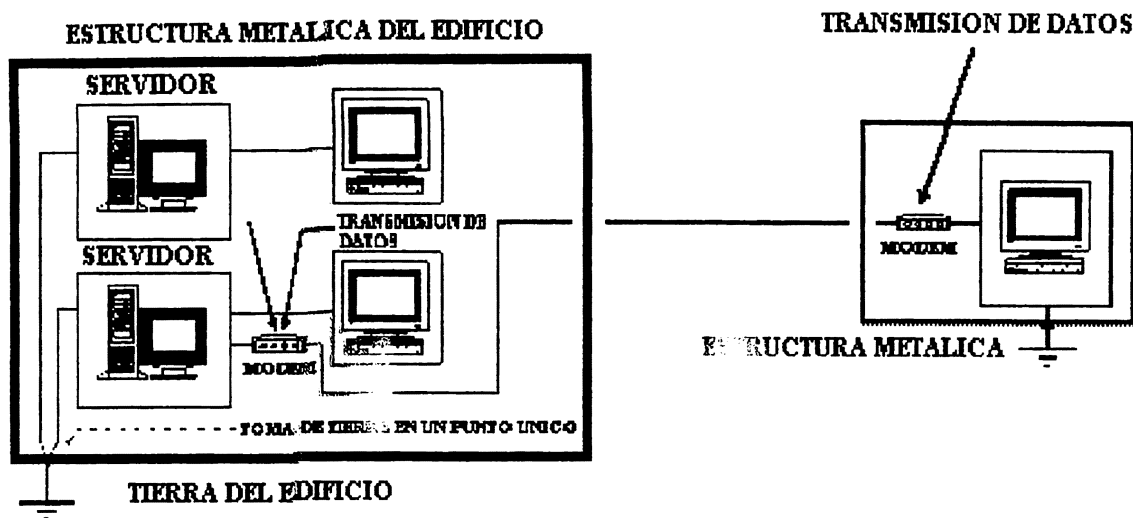 ESTRUCTURA METALICA DEL EDIFICIO
TRANSMISION DE DATOS
SERVIDOR
TRANSMISION DE
DATOS
MODEM
SERVIDOR
MODEM
ESTRUCTURA METALICA
TOMA DE TIERRA EN UN PUNTO UNICO
TIERRA DEL EDIFICIO